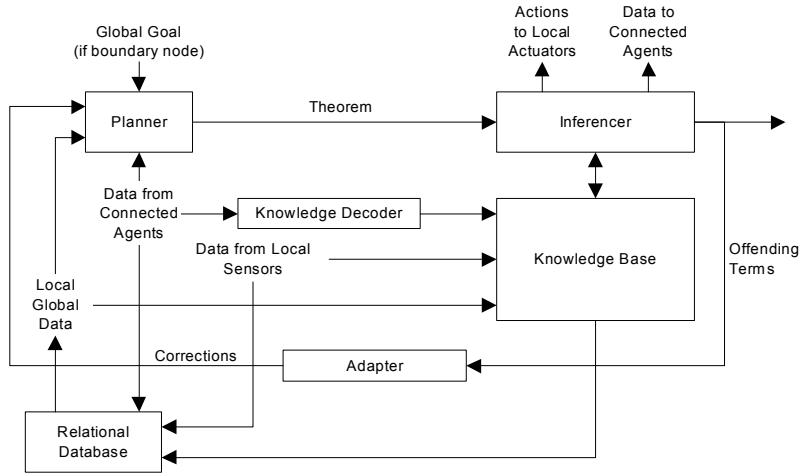 Global Goal
(if boundary node)
Actions
to Local
Actuators
Data to
Connected
Agents
Planner
Theorem
Inferencer
Data from
Connected
Agents
Knowledge Decoder
Data from Local
Sensors
Knowledge Base
Offending
Terms
Local
Global
Data
Corrections
Adapter
Relational
Database